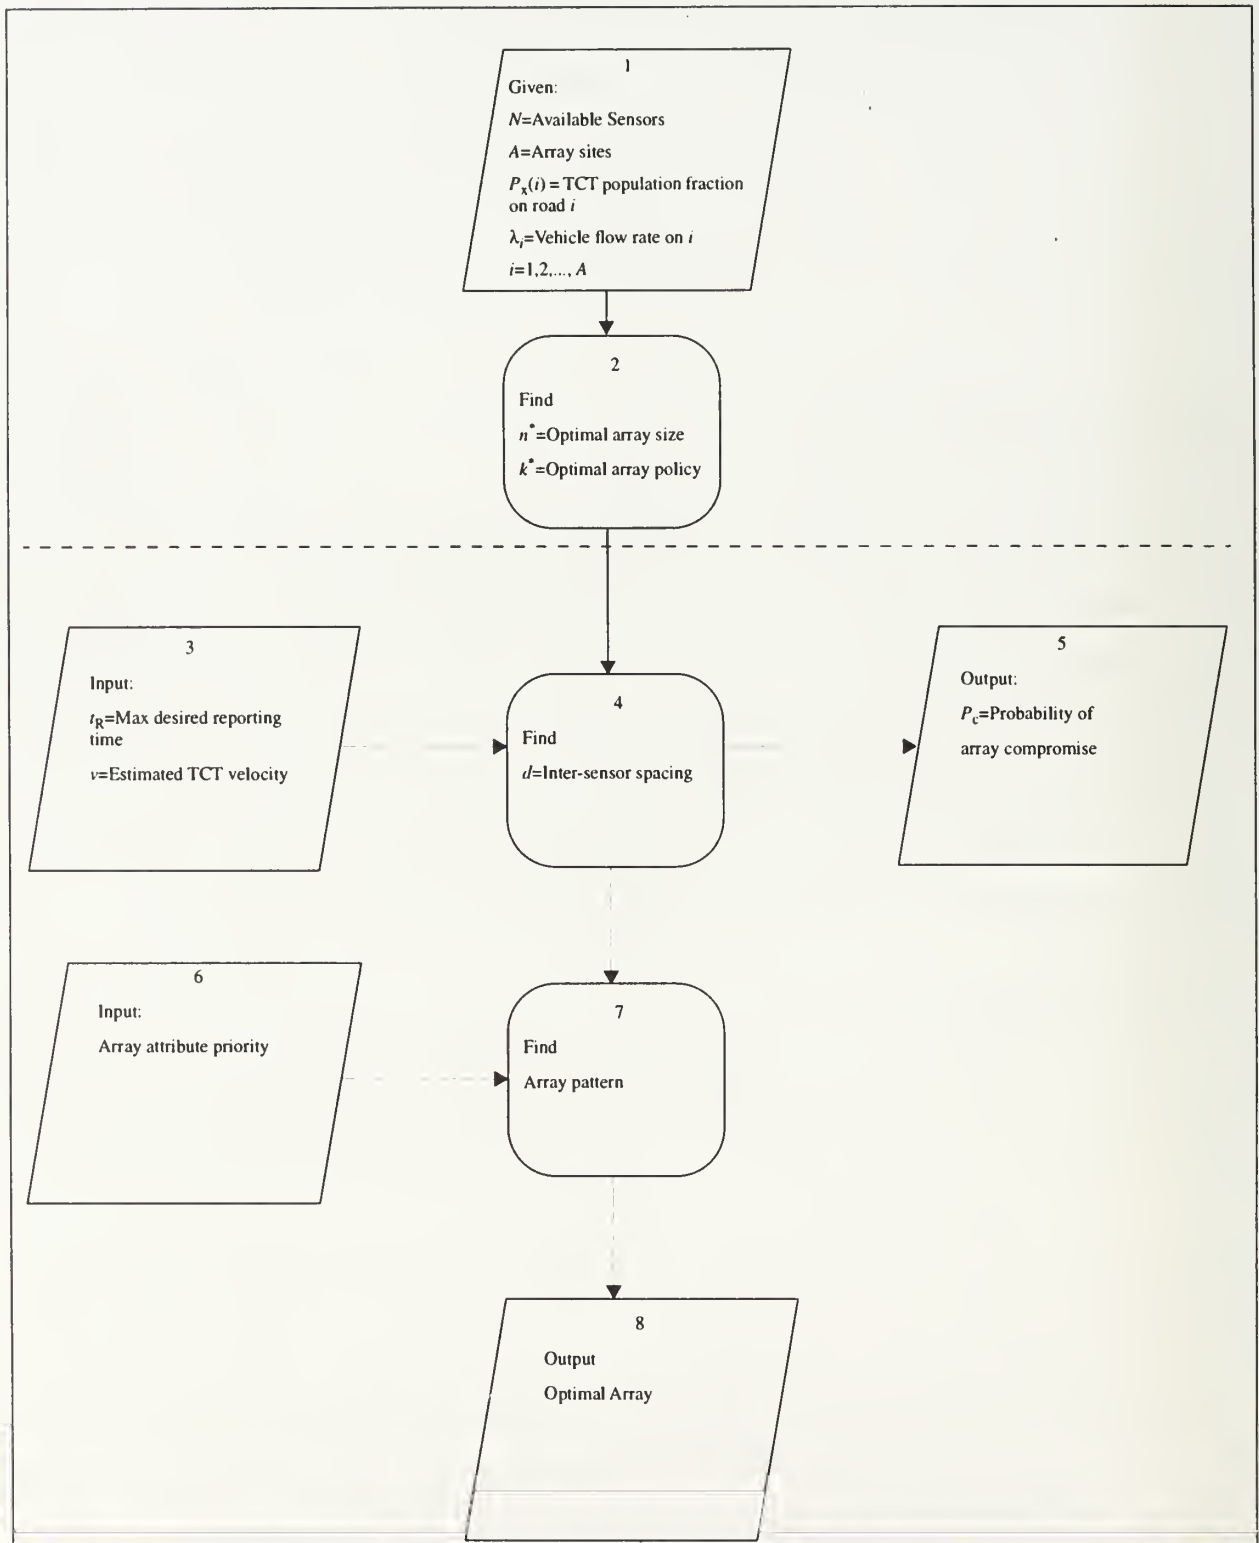 1
Given:
N=Available Sensors
A=Array sites
Px(i) = TCT population fraction
on road i
λi=Vehicle flow rate on i
i=1,2,..., A
2
Find
n*=Optimal array size
k*=Optimal array policy
3
Input:
tR=Max desired reporting
time
v=Estimated TCT velocity
4
Find
d=Inter-sensor spacing
5
Output:
Pc=Probability of
array compromise
6
Input:
Array attribute priority
7
Find
Array pattern
8
Output
Optimal Array